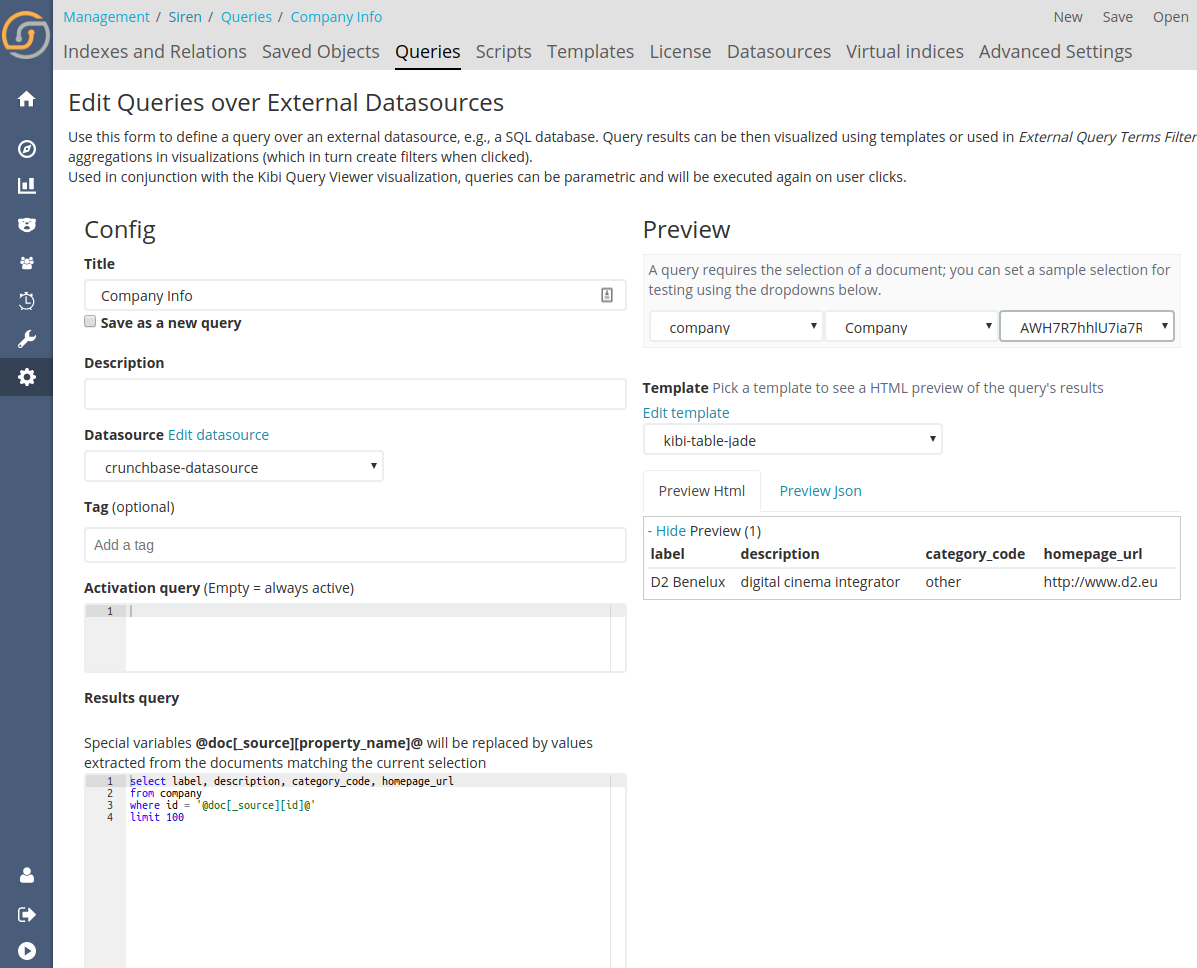 Management / Siren / Queries / Company Info
New Save Open
Indexes and Relations Saved Objects Queries Scripts Templates License Datasources Virtual indices Advanced Settings
Edit Queries over External Datasources
Use this form to define a query over an external datasource, e.g., a SQL database. Query results can be then visualized using templates or used in External Query Terms Filter
aggregations in visualizations (which in turn create filters when clicked).
Used in conjunction with the Kibi Query Viewer visualization, queries can be parametric and will be executed again on user clicks.
Config
Title
Company Info
Save as a new query
Description
Datasource Edit datasource
crunchbase-datasource
Tag (optional)
Add a tag
Activation query (Empty = always active)
1
Results query
Special variables @doc[_source][property_name]@ will be replaced by values
extracted from the documents matching the current selection
1 select label, description, category_code, homepage_url
2 from company
3 where id = '@doc[_source][id]@'
4 limit 100
Preview
A query requires the selection of a document; you can set a sample selection for
testing using the dropdowns below.
company Company AWH7R7hhlU7ia7R
Template Pick a template to see a HTML preview of the query's results
Edit template
kibi-table-jade
Preview Html Preview Json
- Hide Preview (1)
label description category_code homepage_url
D2 Benelux digital cinema integrator other http://www.d2.eu